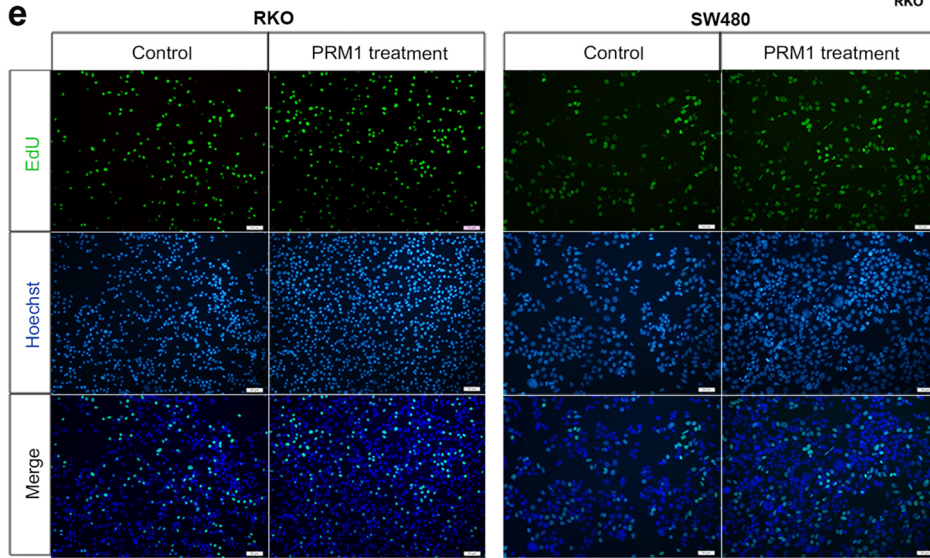 e
RKO
RKO
SW480
Control
PRM1 treatment
Control
PRM1 treatment
EdU
Hoechst
Merge